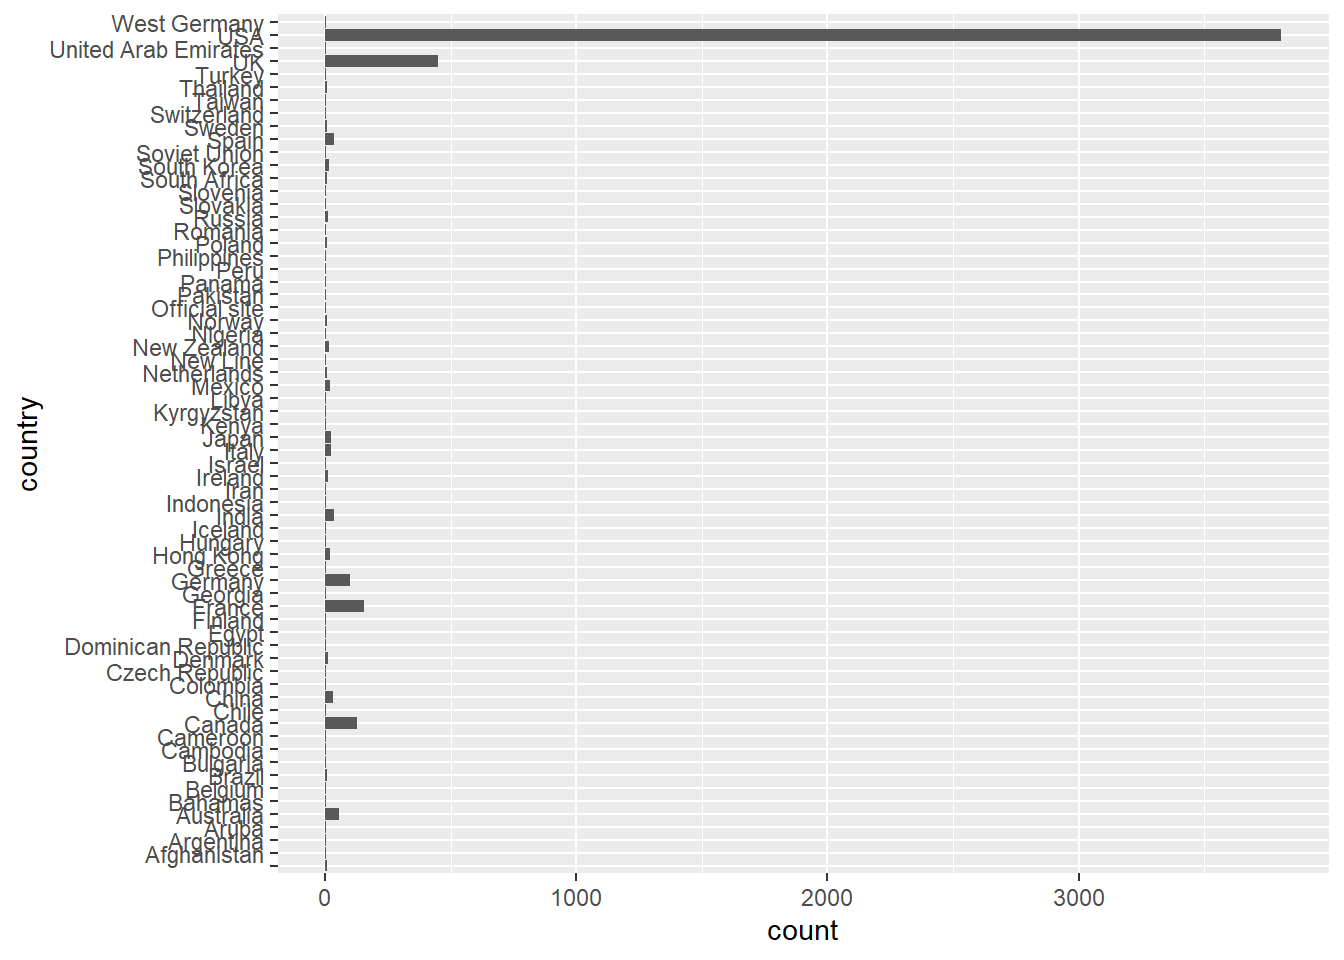 West Germany
USA
United Arab Emirates
UK
Turkey
Thailand
Taiwan
Switzerland
Sweden
Spain
Soviet Union
South Korea
South Africa
Slovenia
Slovakia
Russia
Romania
Poland
Philippines
Peru
Panama
Pakistan
Official site
Norway
Nigeria
New Zealand
New Line
Netherlands
Mexico
Libya
Kyrgyzstan
Kenya
Japan
Italy
Israel
Ireland
Iran
Indonesia
India
Iceland
Hungary
Hong Kong
Greece
Germany
Georgia
France
Finland
Egypt
Dominican Republic
Denmark
Czech Republic
Colombia
China
Chile
Canada
Cameroon
Cambodia
Bulgaria
Brazil
Belgium
Bahamas
Australia
Aruba
Argentina
Afghanistan
country
0 1000 2000 3000
count